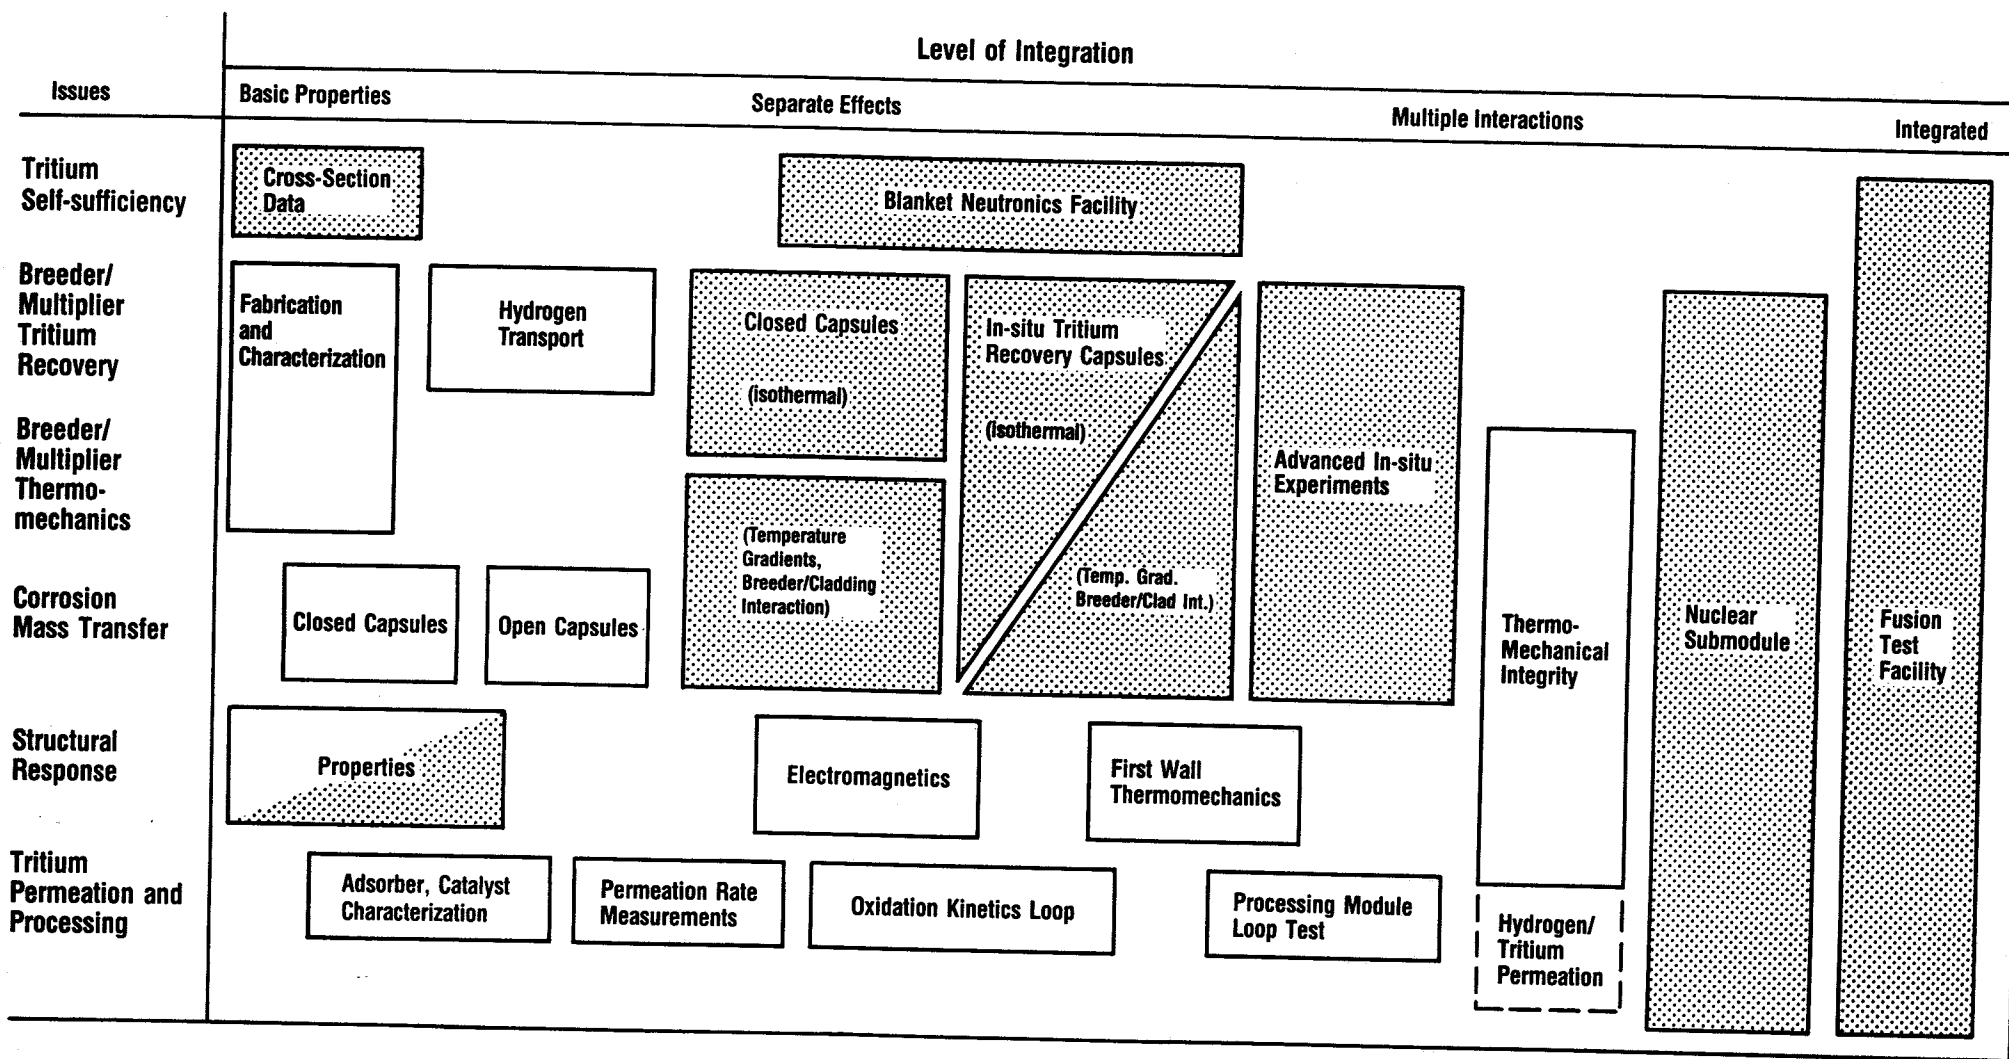 Level of Integration
Issues
Basic Properties
Separate Effects
Multiple Interactions
Integrated
Tritium
Self-sufficiency
Cross-Section
Data
Blanket Neutronics Facility
Breeder/
Multiplier
Tritium
Recovery
Fabrication
and
Characterization
Hydrogen
Transport
Closed Capsules
(isothermal)
In-situ Tritium
Recovery Capsules
(isothermal)
Advanced In-situ
Experiments
Breeder/
Multiplier
Thermo-
mechanics
(Temperature
Gradients,
Breeder/Cladding
Interaction)
(Temp. Grad.
Breeder/Clad Int.)
Corrosion
Mass Transfer
Closed Capsules
Open Capsules
Thermo-
Mechanical
Integrity
Nuclear
Submodule
Fusion
Test
Facility
Structural
Response
Properties
Electromagnetics
First Wall
Thermomechanics
Tritium
Permeation and
Processing
Adsorber, Catalyst
Characterization
Permeation Rate
Measurements
Oxidation Kinetics Loop
Processing Module
Loop Test
Hydrogen/
Tritium
Permeation